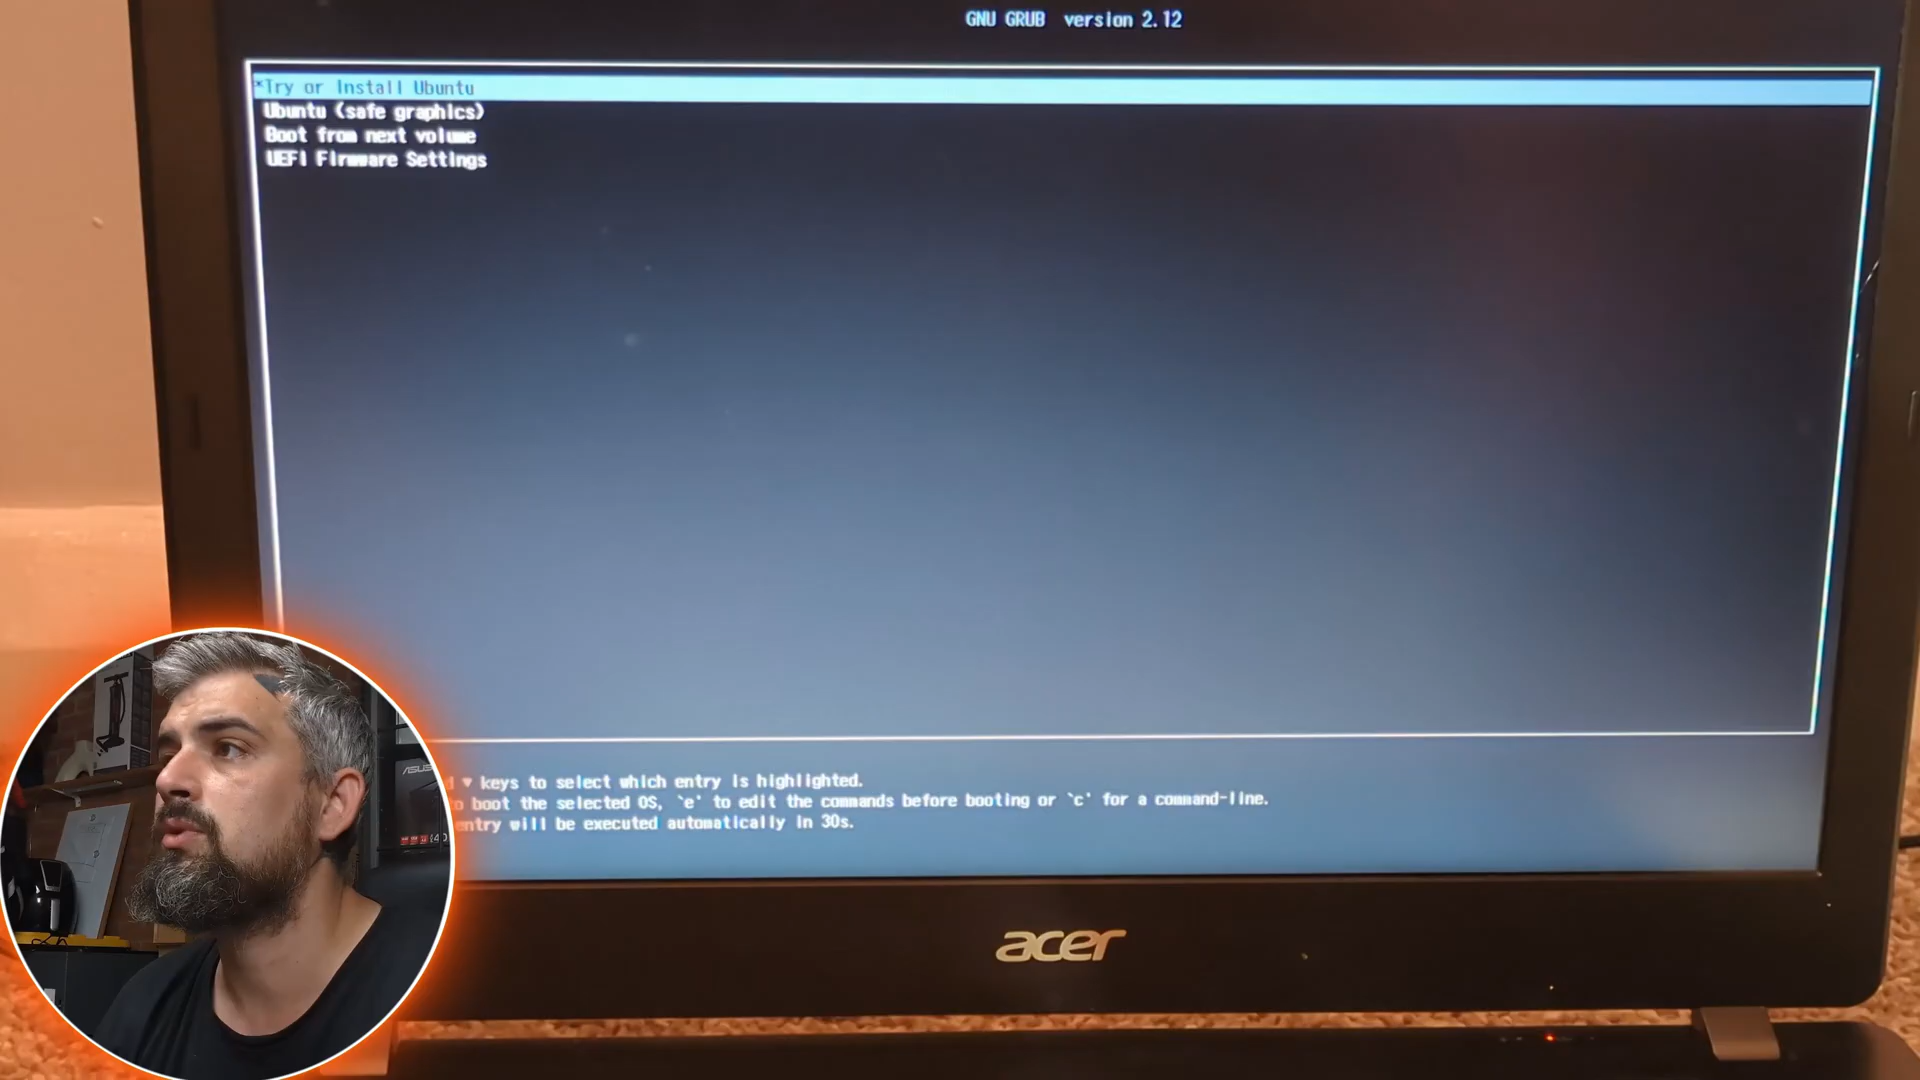 GNU GRUB version 2.12
*Try or Install Ubuntu
Ubuntu (safe graphics)
Boot from next volume
UEFI Firmware Settings
▼ keys to select which entry is highlighted.
boot the selected OS, `e' to edit the commands before booting or `c' for a command-line.
entry will be executed automatically in 30s.
ASUS
acer